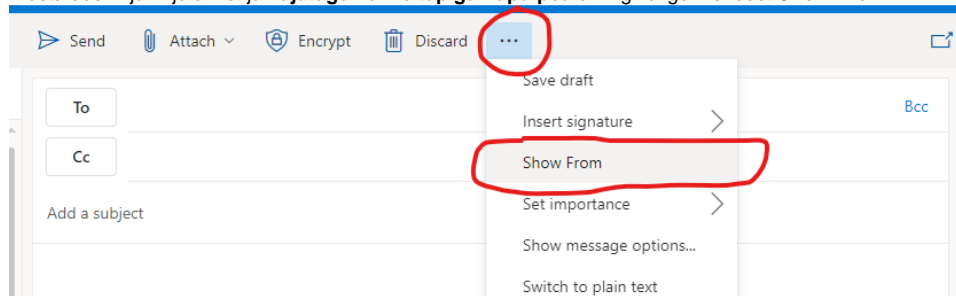 Send Attach Encrypt Discard ...
To Bcc
Cc
Add a subject
Save draft
Insert signature
Show From
Set importance
Show message options...
Switch to plain text